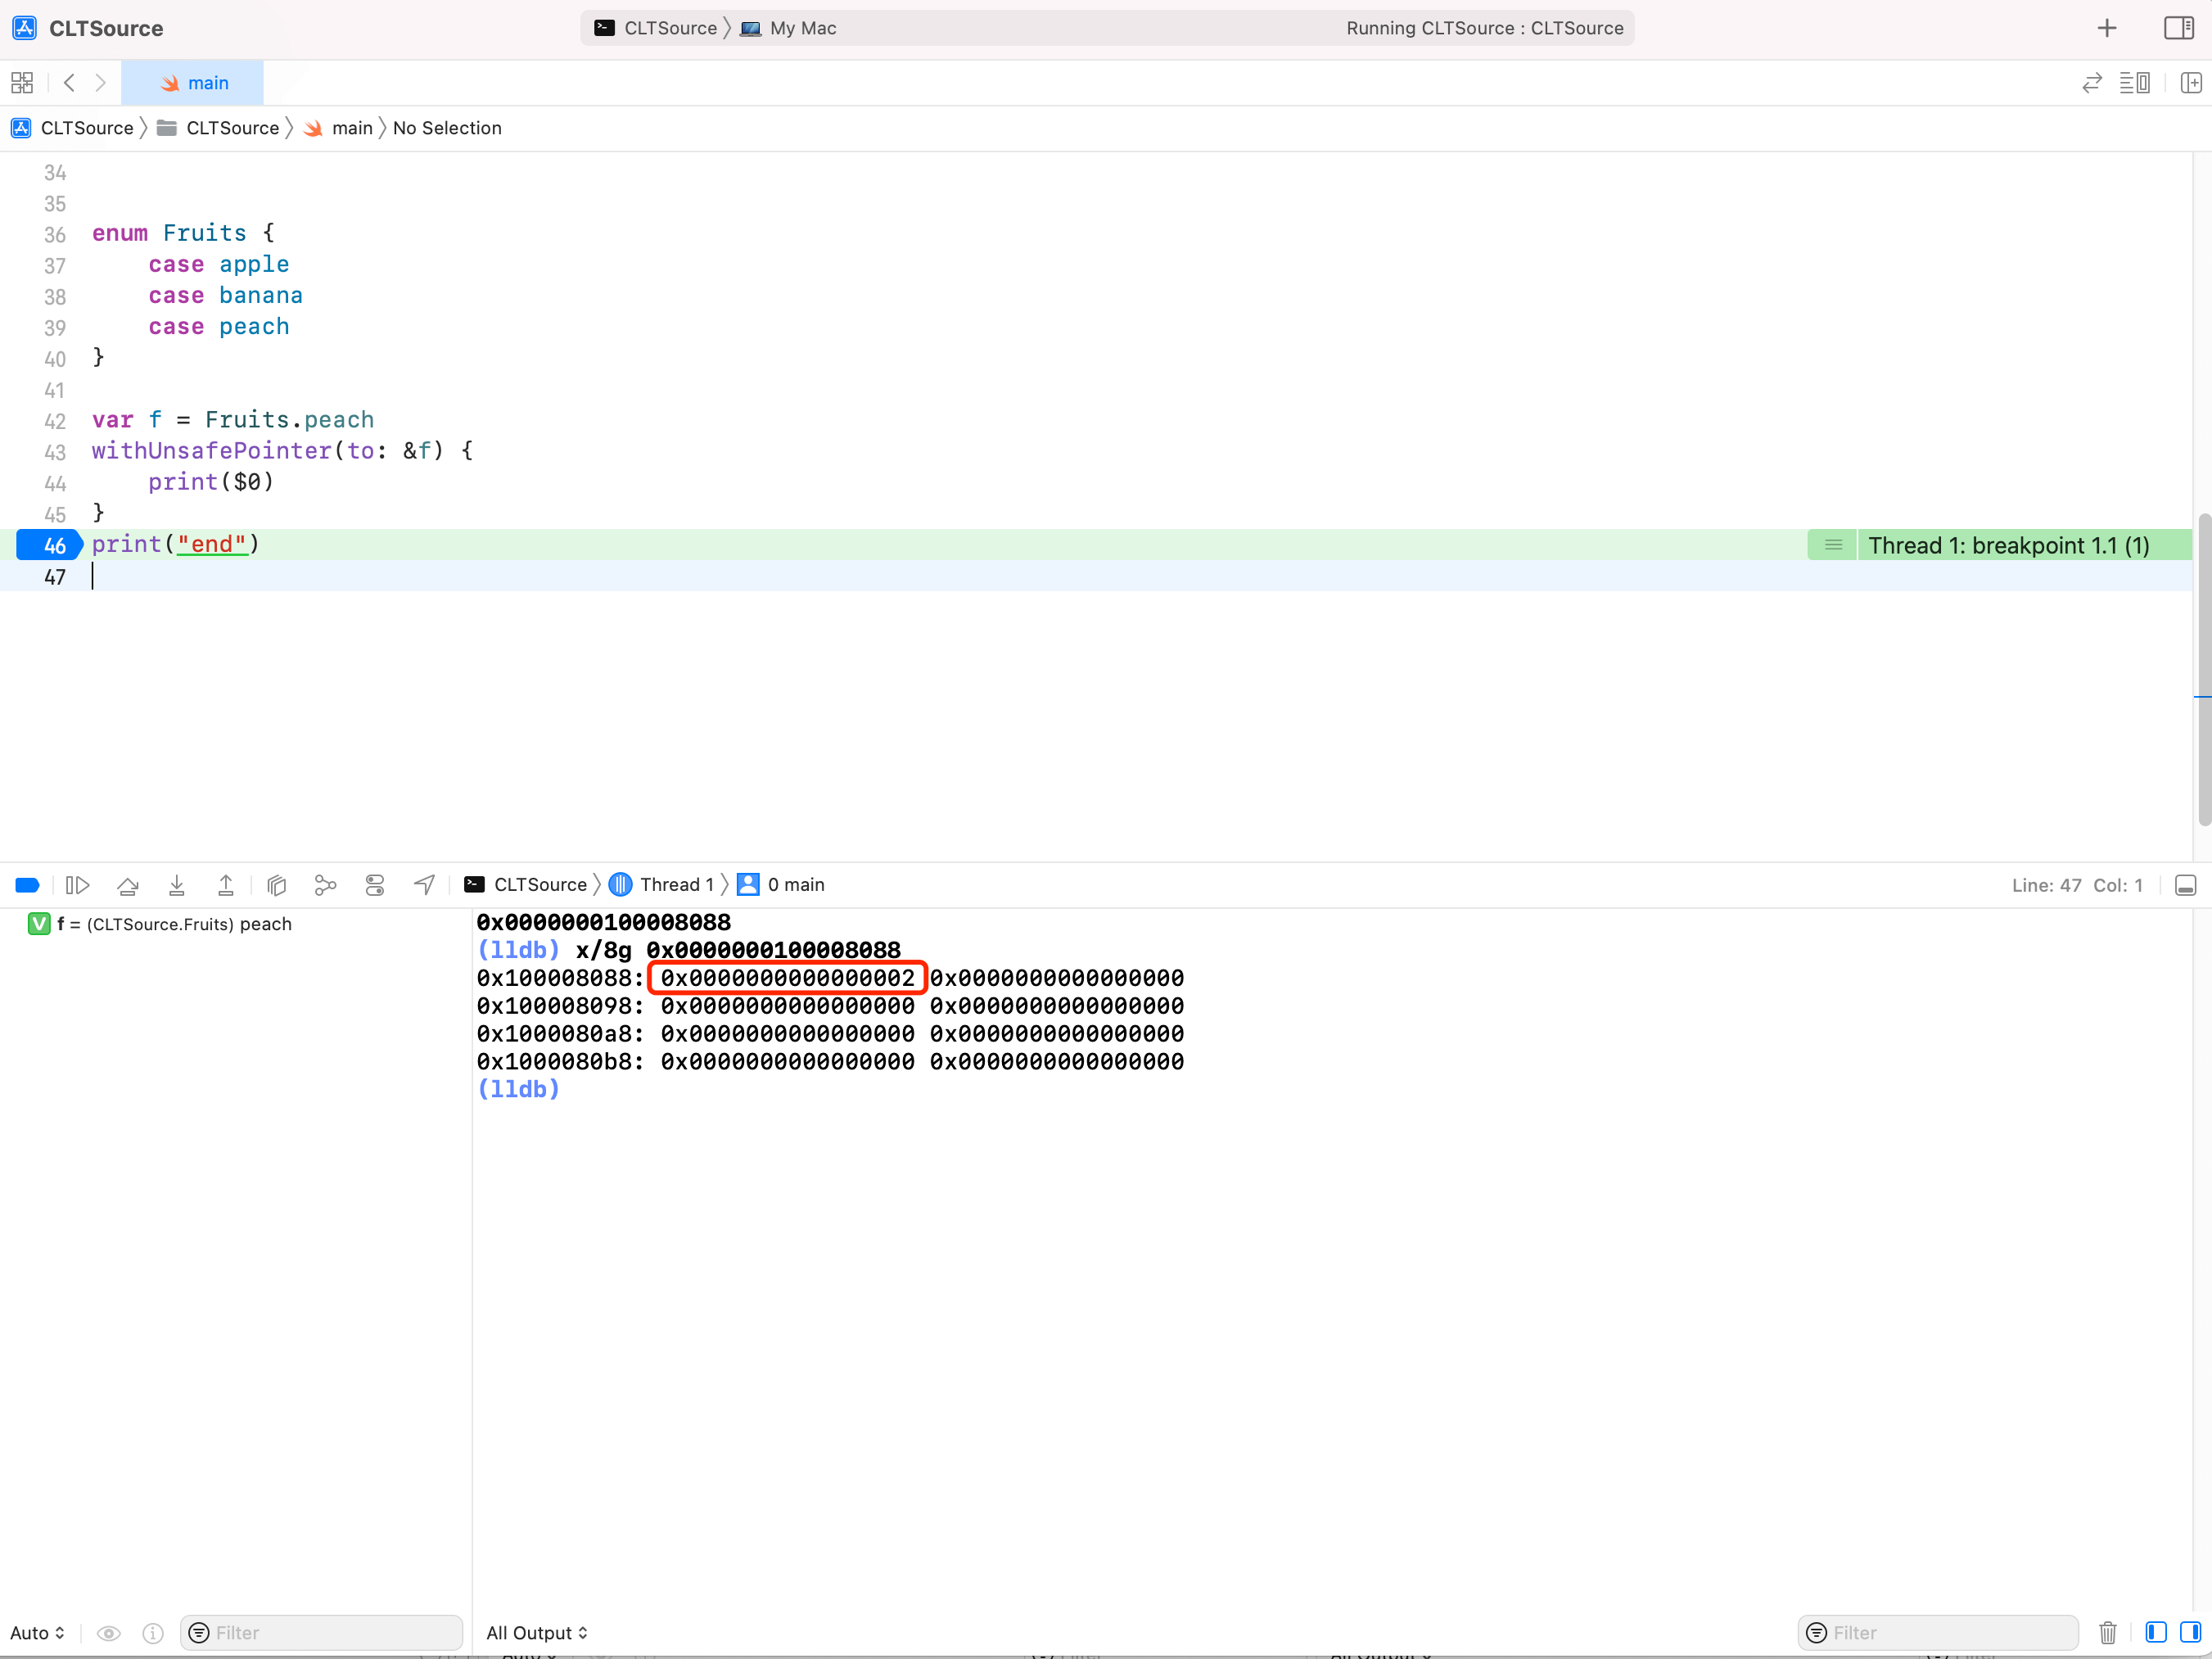 CLTSource
CLTSource My Mac Running CLTSource : CLTSource
main
CLTSource CLTSource main No Selection
34
35
36 enum Fruits {
37 case apple
38 case banana
39 case peach
40 }
41
42 var f = Fruits.peach
43 withUnsafePointer(to: &f) {
44 print($0)
45 }
46 print("end") Thread 1: breakpoint 1.1 (1)
47
CLTSource Thread 1 0 main Line: 47 Col: 1
V f = (CLTSource.Fruits) peach
0x0000000100008088
(lldb) x/8g 0x0000000100008088
0x100008088: 0x0000000000000002 0x0000000000000000
0x100008098: 0x0000000000000000 0x0000000000000000
0x1000080a8: 0x0000000000000000 0x0000000000000000
0x1000080b8: 0x0000000000000000 0x0000000000000000
(lldb)
Auto Filter All Output Filter